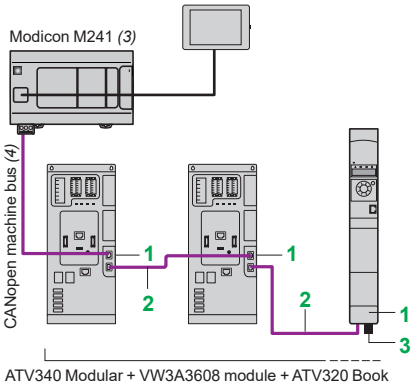 Modicon M241 (3)
CANopen machine bus (4)
1
1
2
2
1
3
ATV340 Modular + VW3A3608 module + ATV320 Book